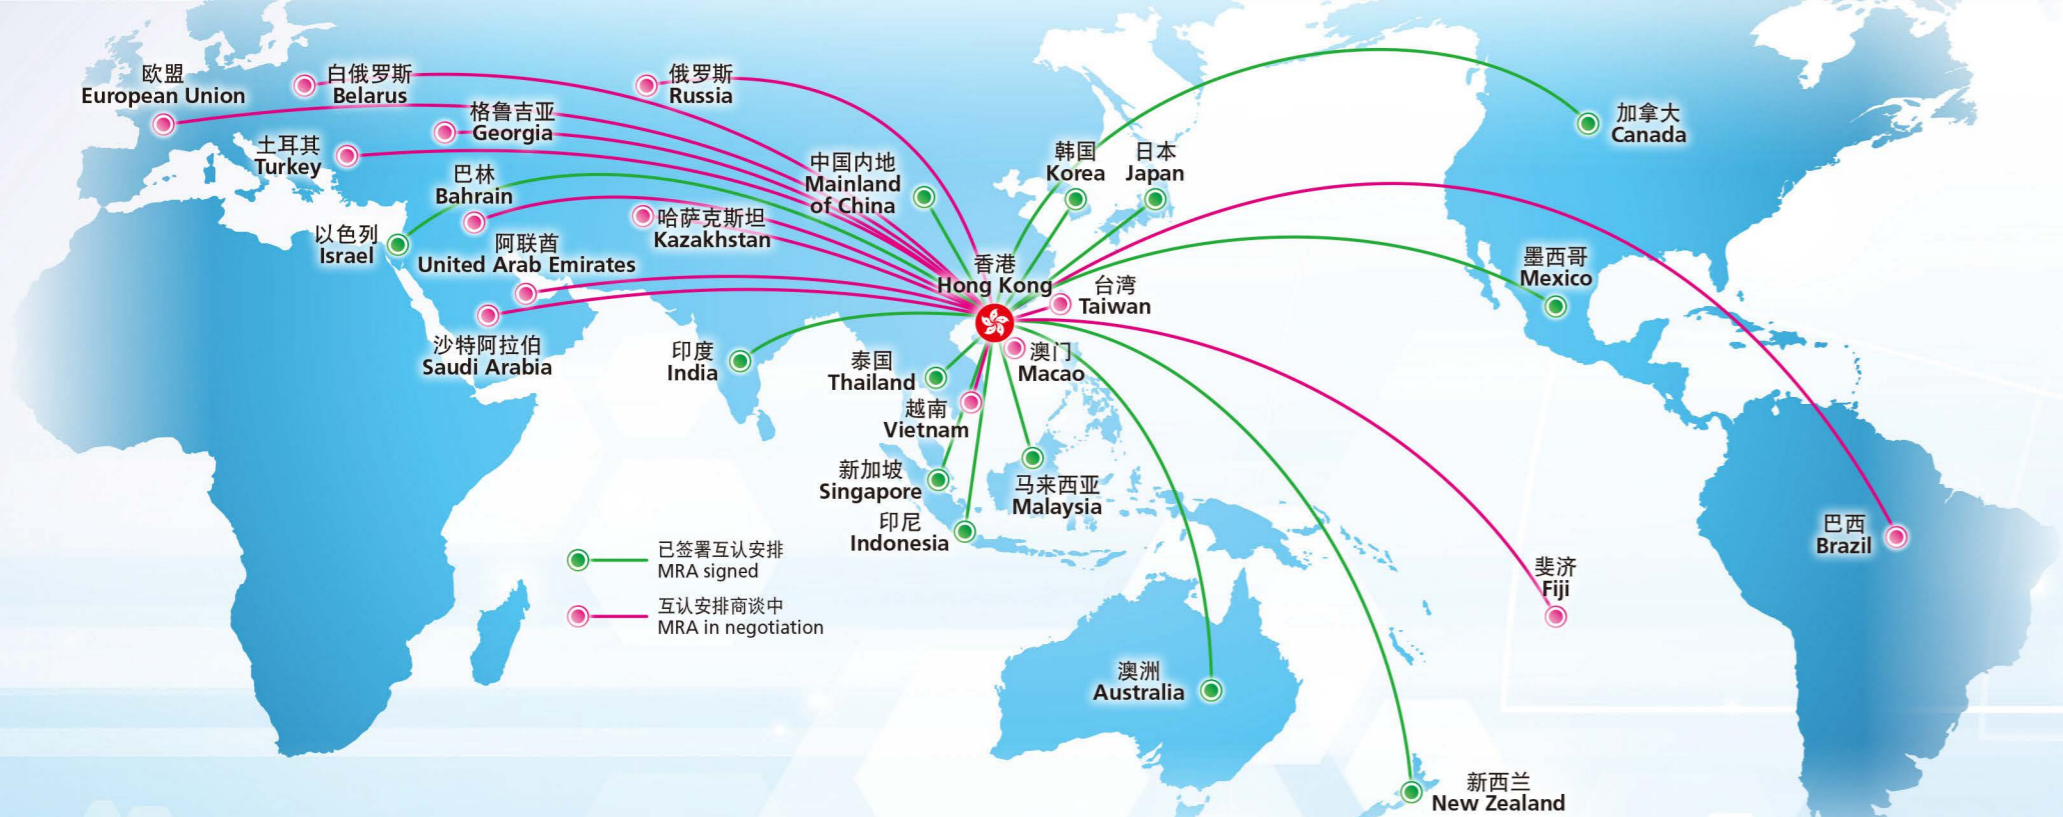 欧盟
European Union
白俄罗斯
Belarus
俄罗斯
Russia
格鲁吉亚
Georgia
土耳其
Turkey
巴林
Bahrain
以色列
Israel
阿联酋
United Arab Emirates
哈萨克斯坦
Kazakhstan
沙特阿拉伯
Saudi Arabia
中国内地
Mainland
of China
韩国
Korea
日本
Japan
加拿大
Canada
香港
Hong Kong
台湾
Taiwan
墨西哥
Mexico
印度
India
泰国
Thailand
澳门
Macao
越南
Vietnam
新加坡
Singapore
马来西亚
Malaysia
印尼
Indonesia
巴西
Brazil
斐济
Fiji
澳洲
Australia
新西兰
New Zealand
已签署互认安排
MRA signed
互认安排商谈中
MRA in negotiation